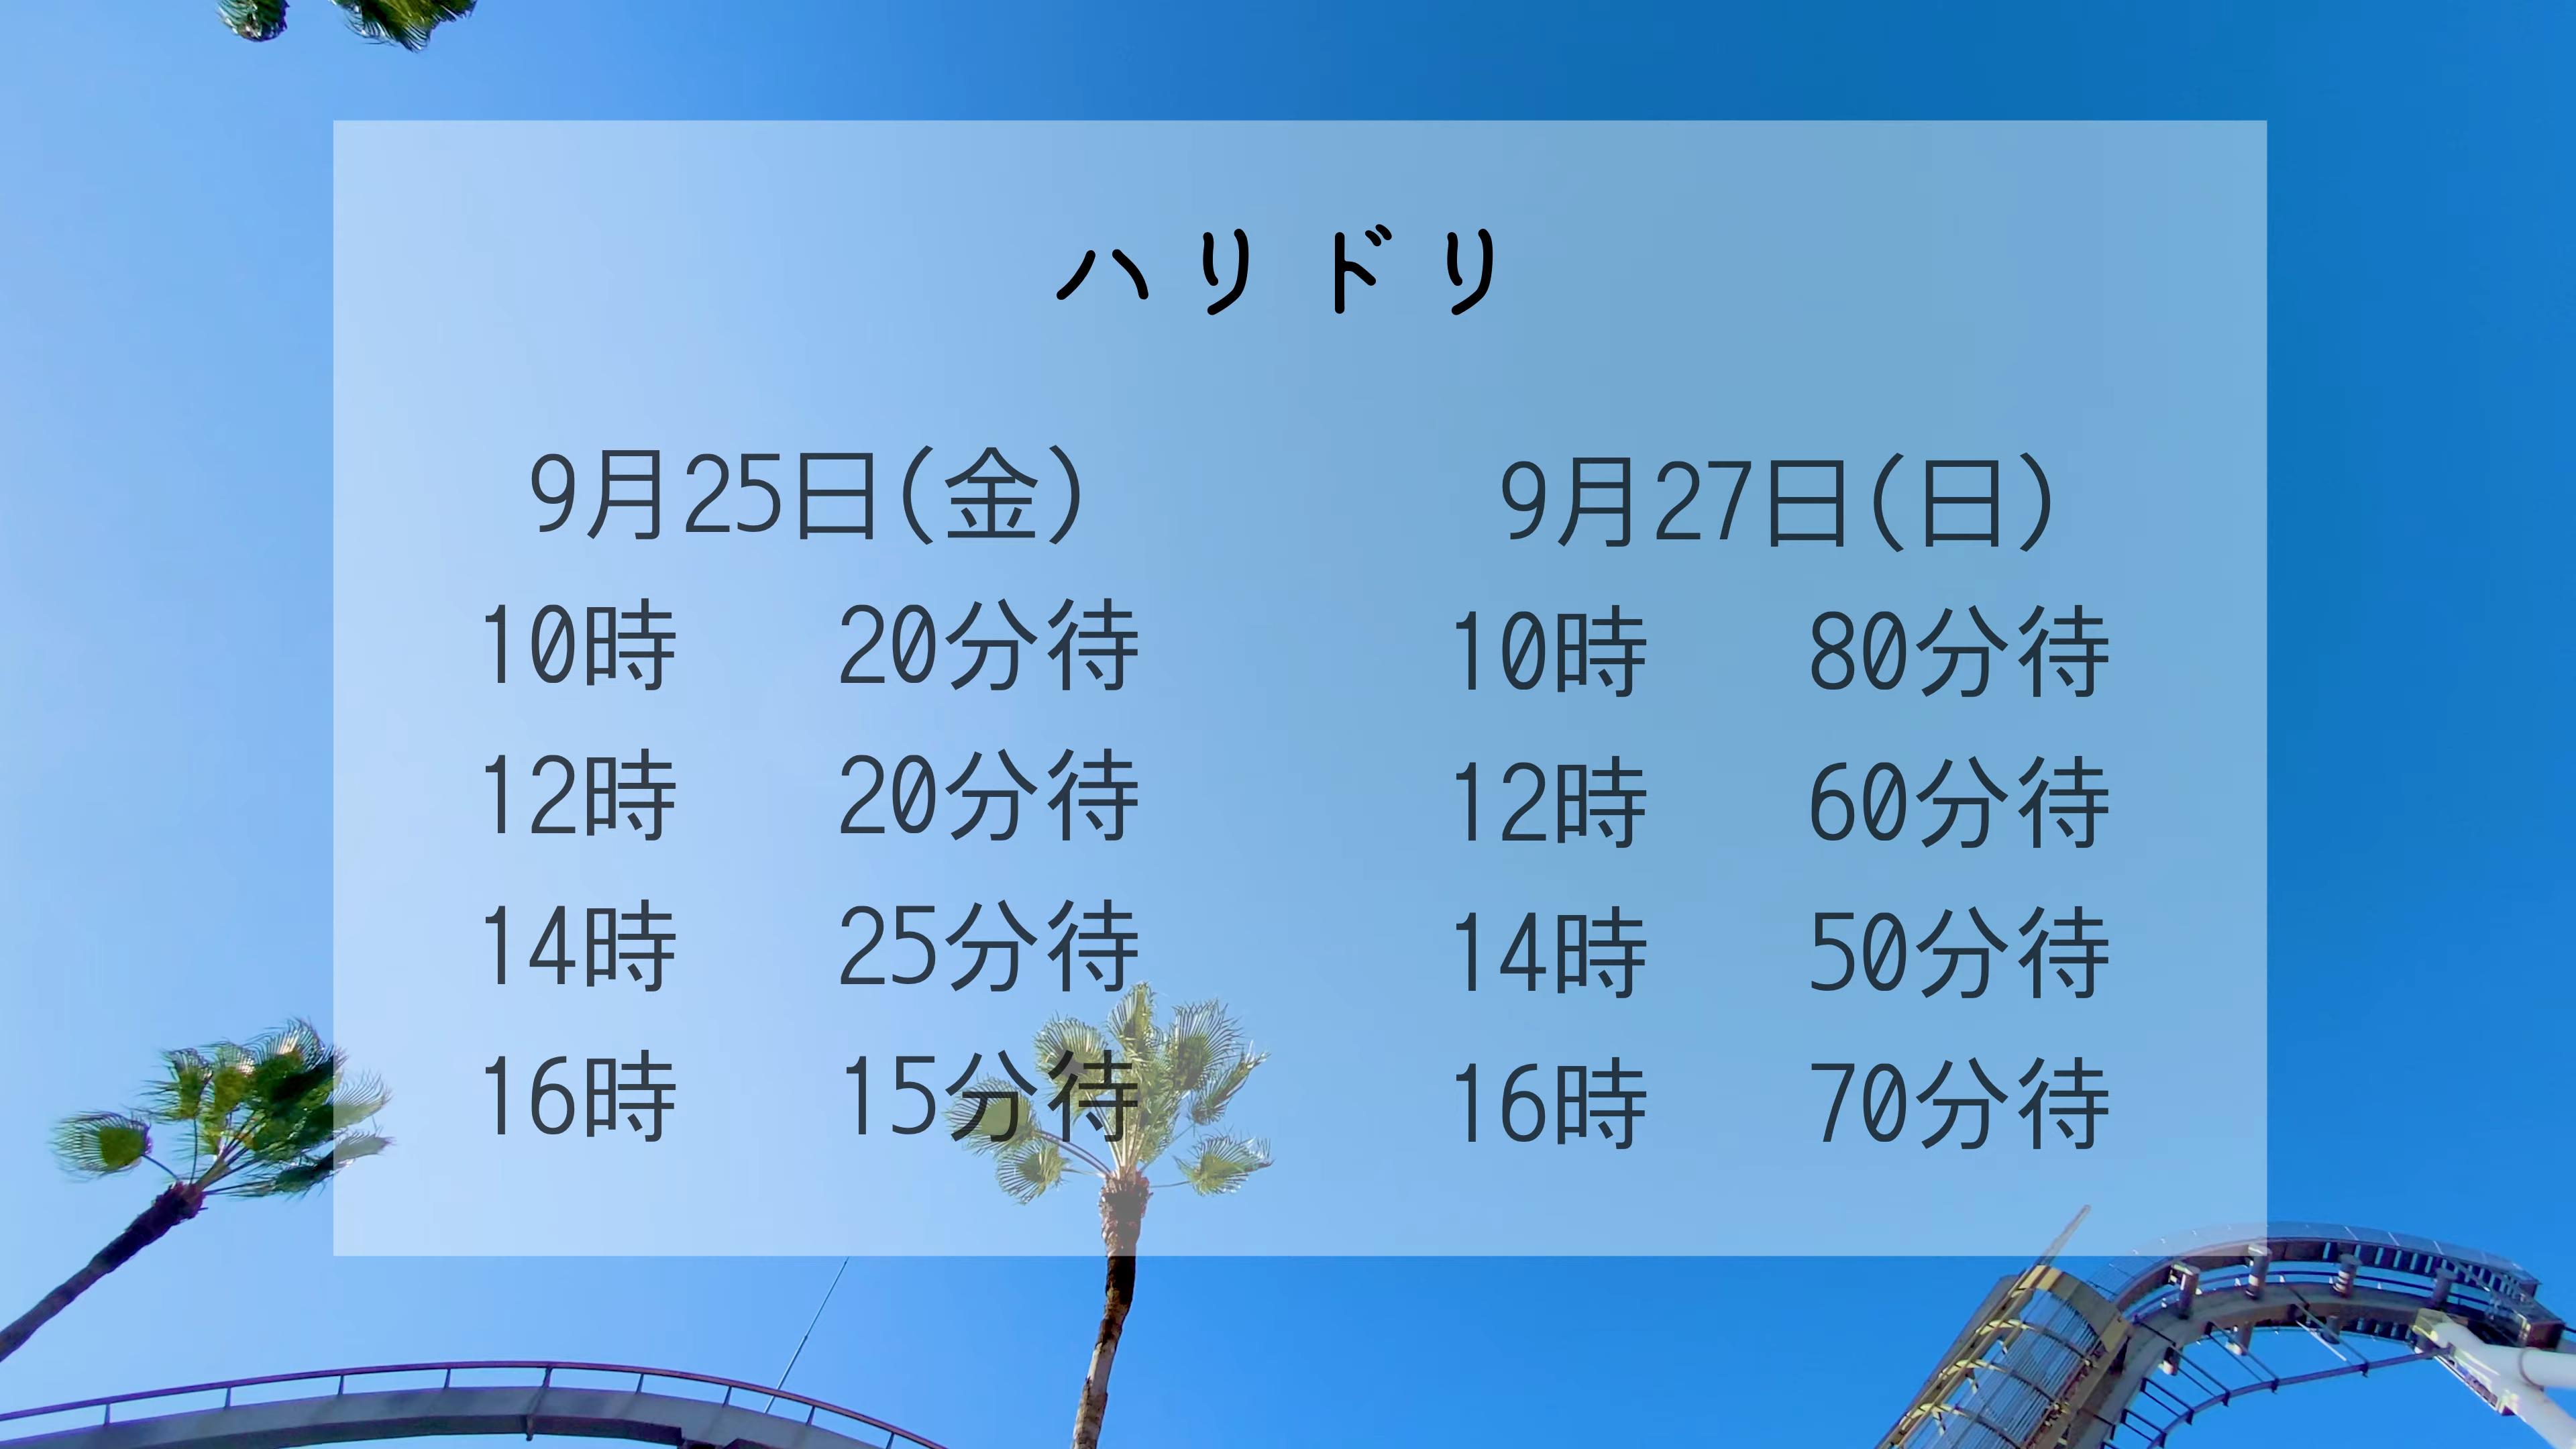 ハリドリ
9月25日(金)
10時 20分待
12時 20分待
14時 25分待
16時 15分待
9月27日(日)
10時 80分待
12時 60分待
14時 50分待
16時 70分待